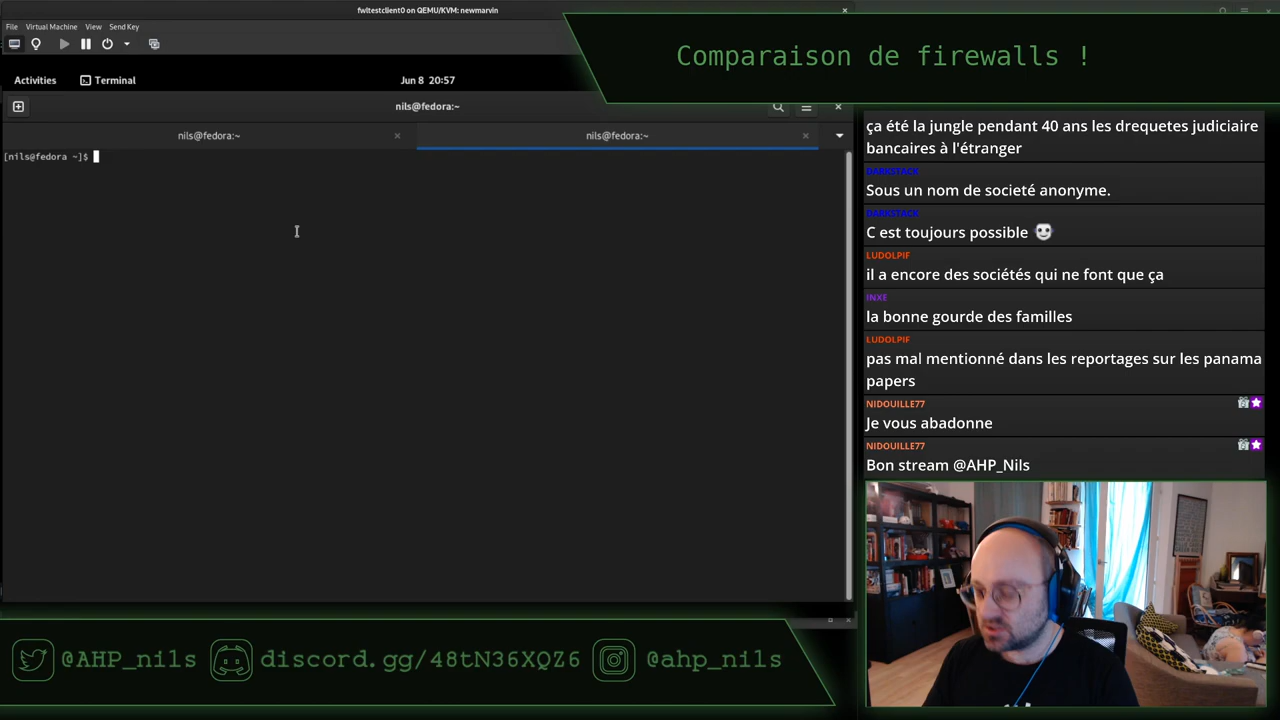 fwltestclient0 on QEMU/KVM: newmarvin
File Virtual Machine View Send Key
Comparaison de firewalls !
Activities Terminal Jun 8 20:57
nils@fedora:~
nils@fedora:~ nils@fedora:~
[nils@fedora ~]$
ça été la jungle pendant 40 ans les drequetes judiciaire
bancaires à l'étranger
DARKSTACK
Sous un nom de societé anonyme.
DARKSTACK
C est toujours possible
LUDOLPIF
il a encore des sociétés qui ne font que ça
INXE
la bonne gourde des familles
LUDOLPIF
pas mal mentionné dans les reportages sur les panama
papers
NIDOUILLE77
Je vous abadonne
NIDOUILLE77
Bon stream @AHP_Nils
@AHP_nils discord.gg/48tN36XQZ6 @ahp_nils